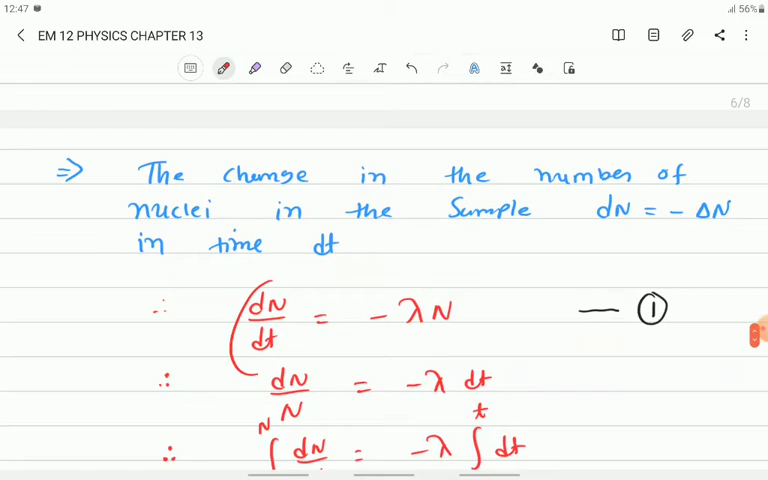 12:47 56%
EM 12 PHYSICS CHAPTER 13
6/8
=> The change in the number of
nuclei in the sample dN = - ΔN
in time dt
∴ dN/dt = - λN — ①
∴ dN/N = -λ dt
∴ ∫^N dN = -λ ∫^t dt